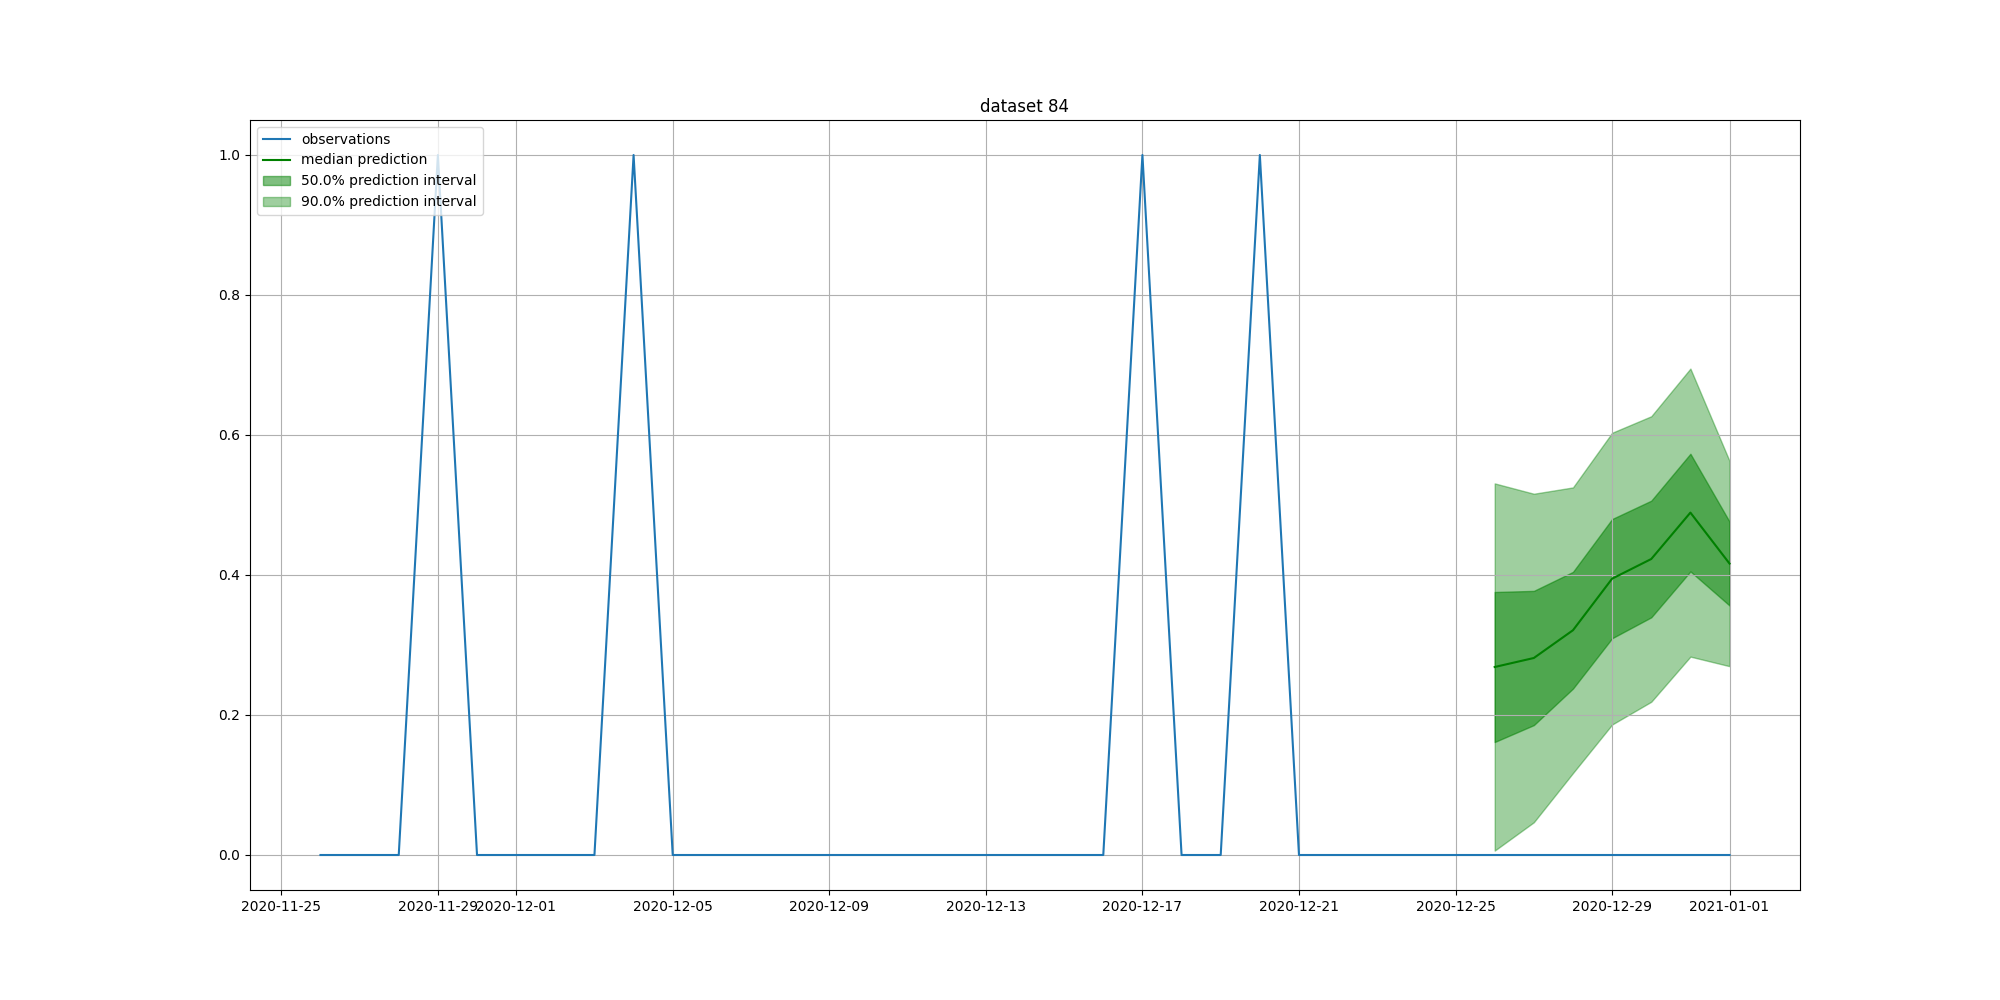 dataset 84
observations
median prediction
50.0% prediction interval
90.0% prediction interval
1.0
0.8
0.6
0.4
0.2
0.0
2020-11-25 2020-11-29 2020-12-01 2020-12-05 2020-12-09 2020-12-13 2020-12-17 2020-12-21 2020-12-25 2020-12-29 2021-01-01